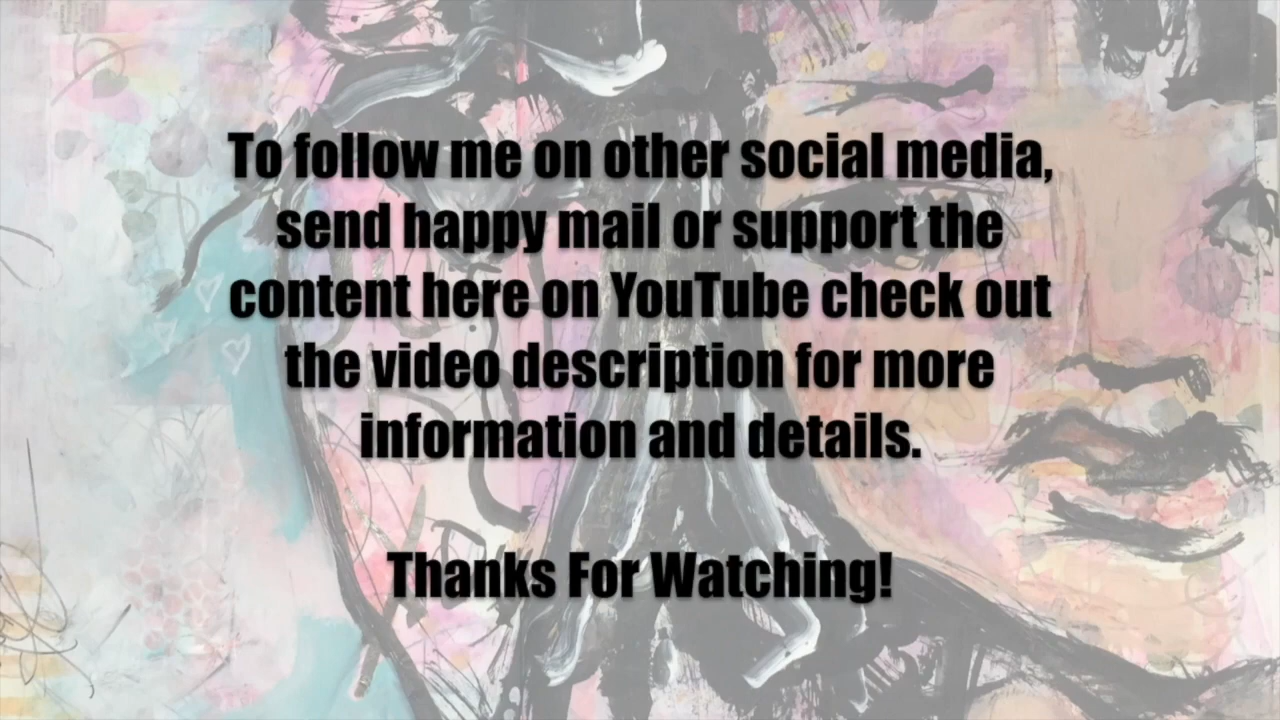 To follow me on other social media,
send happy mail or support the
content here on YouTube check out
the video description for more
information and details.
Thanks For Watching!